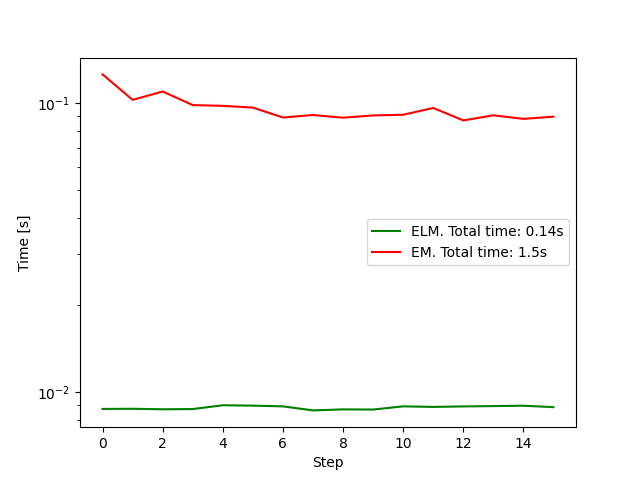 10⁻¹
10⁻²
Time [s]
ELM. Total time: 0.14s
EM. Total time: 1.5s
0 2 4 6 8 10 12 14
Step